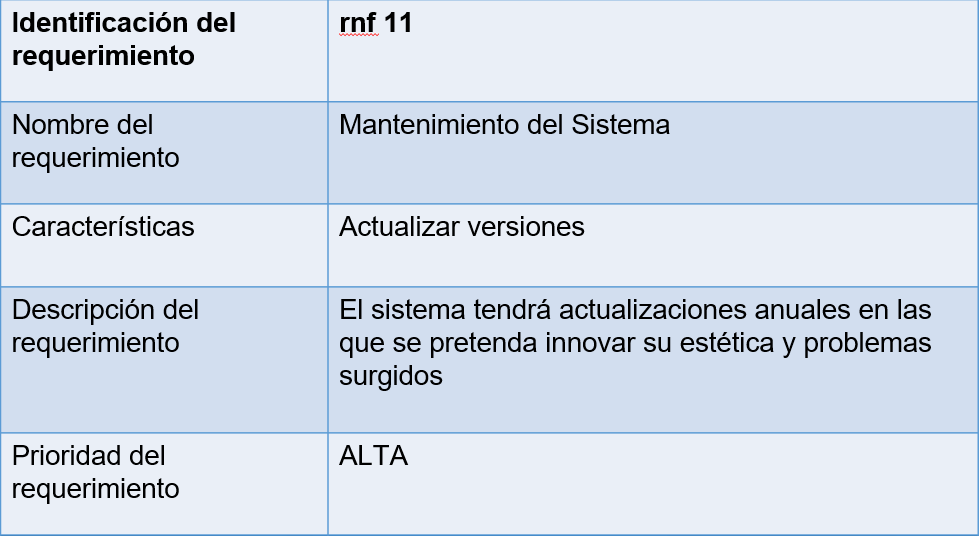 Identificación del
requerimiento
rnf 11
Nombre del
requerimiento
Mantenimiento del Sistema
Características
Actualizar versiones
Descripción del
requerimiento
El sistema tendrá actualizaciones anuales en las
que se pretenda innovar su estética y problemas
surgidos
Prioridad del
requerimiento
ALTA